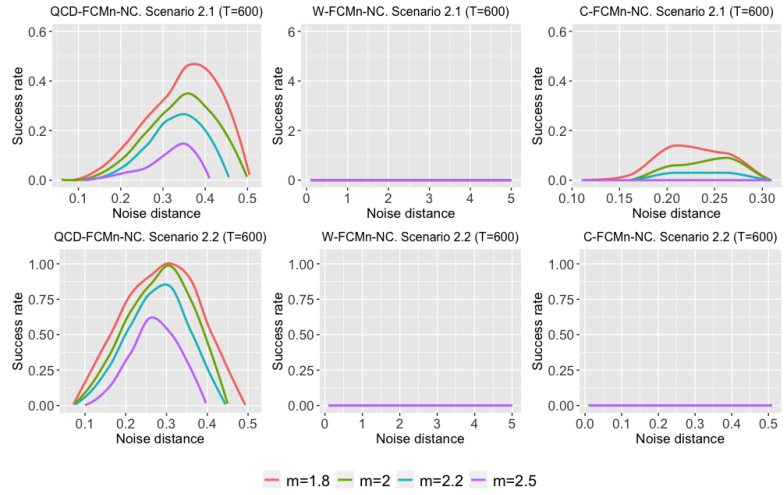 QCD-FCMn-NC. Scenario 2.1 (T=600)
Success rate
0.6
0.4
0.2
0.0
0.1 0.2 0.3 0.4 0.5
Noise distance
W-FCMn-NC. Scenario 2.1 (T=600)
Success rate
6
4
2
0.0
0 1 2 3 4 5
Noise distance
C-FCMn-NC. Scenario 2.1 (T=600)
Success rate
0.6
0.4
0.2
0.0
0.10 0.15 0.20 0.25 0.30
Noise distance
QCD-FCMn-NC. Scenario 2.2 (T=600)
Success rate
1.00
0.75
0.50
0.25
0.00
0.1 0.2 0.3 0.4 0.5
Noise distance
W-FCMn-NC. Scenario 2.2 (T=600)
Success rate
1.00
0.75
0.50
0.25
0.00
0 1 2 3 4 5
Noise distance
C-FCMn-NC. Scenario 2.2 (T=600)
Success rate
1.00
0.75
0.50
0.25
0.00
0.0 0.1 0.2 0.3 0.4 0.5
Noise distance
m=1.8 m=2 m=2.2 m=2.5